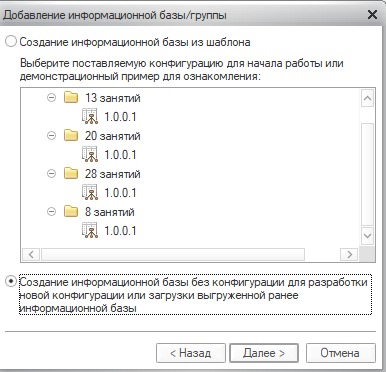 Добавление информационной базы/группы
Создание информационной базы из шаблона
Выберите поставляемую конфигурацию для начала работы или
демонстрационный пример для ознакомления:
13 занятий
1.0.0.1
20 занятий
1.0.0.1
28 занятий
1.0.0.1
8 занятий
1.0.0.1
Создание информационной базы без конфигурации для разработки
новой конфигурации или загрузки выгруженной ранее
информационной базы
< Назад Далее > Отмена